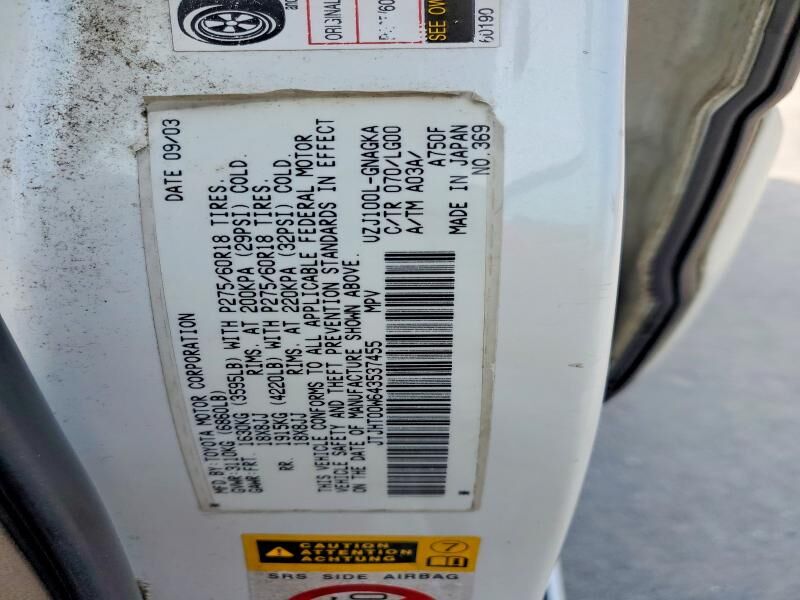 ORIGINAL
SEE OW
60190
MFD.BY:TOYOTA MOTOR CORPORATION DATE 09/03
GVWR:3110KG (6860LB)
GAWR:FRT. 1630KG (3595LB) WITH P275/60R18 TIRES.
18X8JJ RIMS. AT 200KPA (29PSI) COLD.
RR. 1915KG (4220LB) WITH P275/60R18 TIRES.
18X8JJ RIMS. AT 220KPA (32PSI) COLD.
THIS VEHICLE CONFORMS TO ALL APPLICABLE FEDERAL MOTOR
VEHICLE SAFETY AND THEFT PREVENTION STANDARDS IN EFFECT
ON THE DATE OF MANUFACTURE SHOWN ABOVE.
JTJHT00W643537455 MPV
UZJ100L-GNAGKA
C/TR 070/LG00
A/TM A03A/
A750F
MADE IN JAPAN
NO.369
CAUTION
ATTENTION
ACHTUNG
7
SRS SIDE AIRBAG